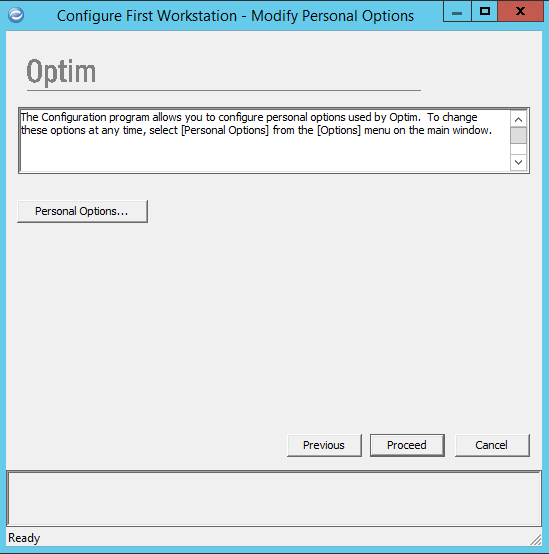 Configure First Workstation - Modify Personal Options
Optim
The Configuration program allows you to configure personal options used by Optim.  To change
these options at any time, select [Personal Options] from the [Options] menu on the main window.
Personal Options...
Previous
Proceed
Cancel
Ready